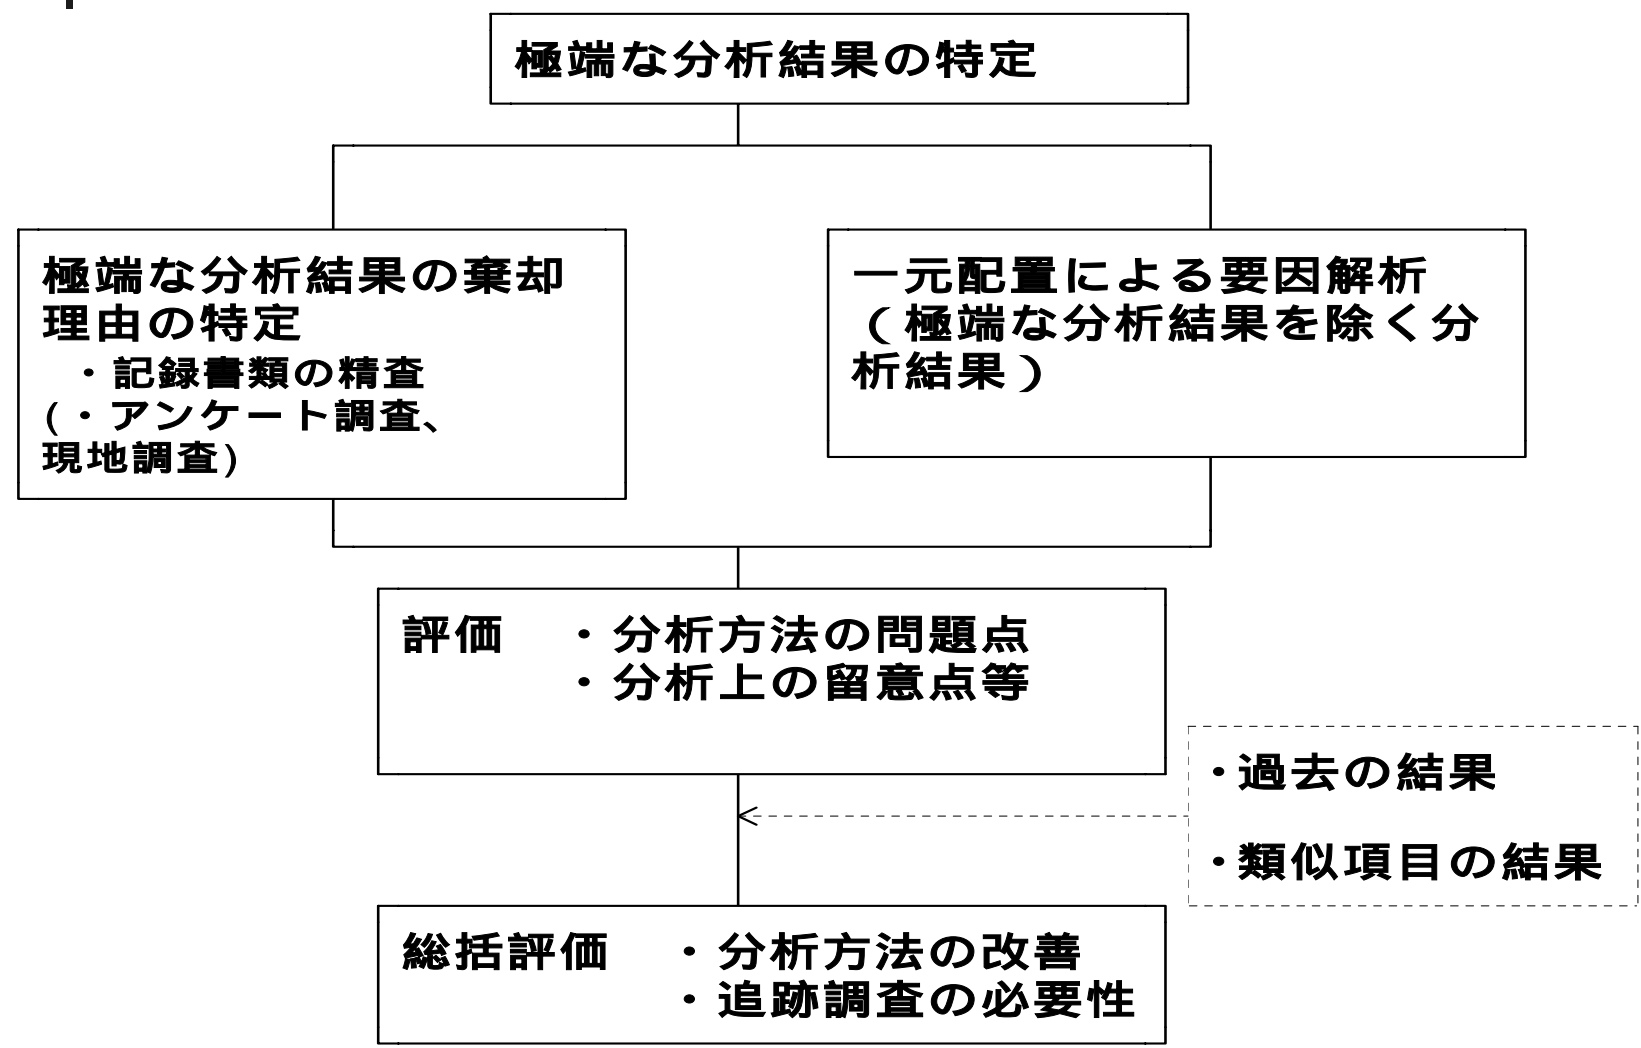 極端な分析結果の特定
極端な分析結果の棄却
理由の特定
・記録書類の精査
(・アンケート調査、
現地調査)
一元配置による要因解析
（極端な分析結果を除く分
析結果）
評価　・分析方法の問題点
・分析上の留意点等
・過去の結果
・類似項目の結果
総括評価　・分析方法の改善
・追跡調査の必要性